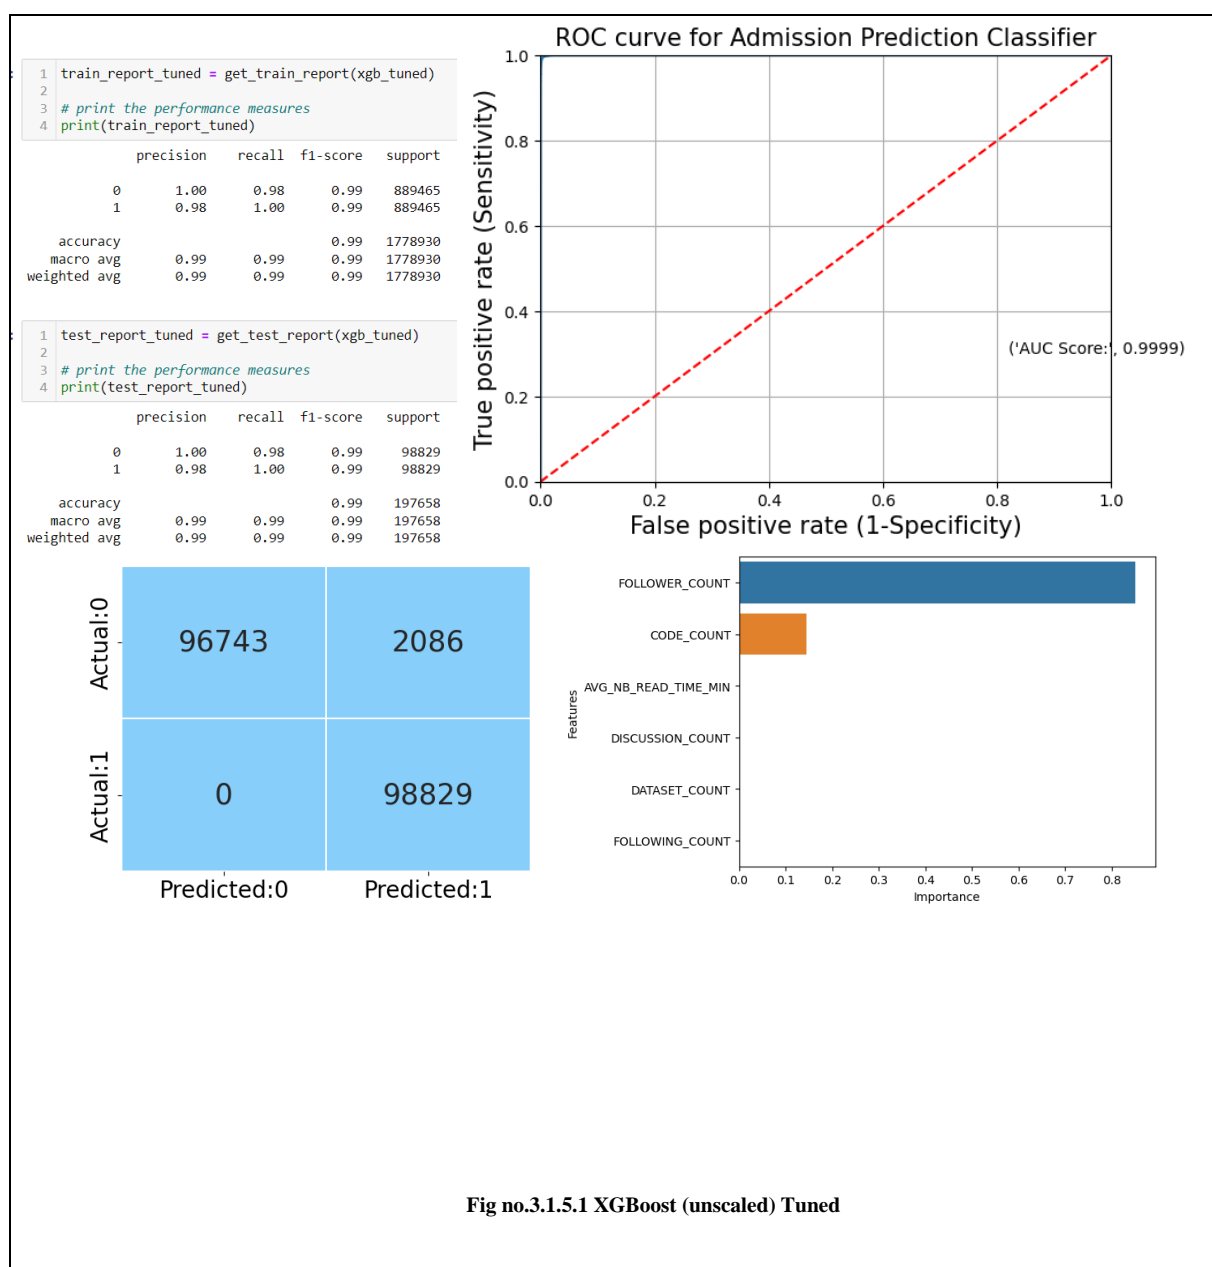 1 train_report_tuned = get_train_report(xgb_tuned)
2
3 # print the performance measures
4 print(train_report_tuned)
precision recall f1-score support
0 1.00 0.98 0.99 889465
1 0.98 1.00 0.99 889465
accuracy 0.99 1778930
macro avg 0.99 0.99 0.99 1778930
weighted avg 0.99 0.99 0.99 1778930
1 test_report_tuned = get_test_report(xgb_tuned)
2
3 # print the performance measures
4 print(test_report_tuned)
precision recall f1-score support
0 1.00 0.98 0.99 98829
1 0.98 1.00 0.99 98829
accuracy 0.99 197658
macro avg 0.99 0.99 0.99 197658
weighted avg 0.99 0.99 0.99 197658
ROC curve for Admission Prediction Classifier
True positive rate (Sensitivity)
1.0
0.8
0.6
0.4
0.2
0.0
('AUC Score:', 0.9999)
0.0 0.2 0.4 0.6 0.8 1.0
False positive rate (1-Specificity)
Actual:0
96743 2086
Actual:1
0 98829
Predicted:0 Predicted:1
Features
FOLLOWER_COUNT
CODE_COUNT
AVG_NB_READ_TIME_MIN
DISCUSSION_COUNT
DATASET_COUNT
FOLLOWING_COUNT
0.0 0.1 0.2 0.3 0.4 0.5 0.6 0.7 0.8
Importance
Fig no.3.1.5.1 XGBoost (unscaled) Tuned